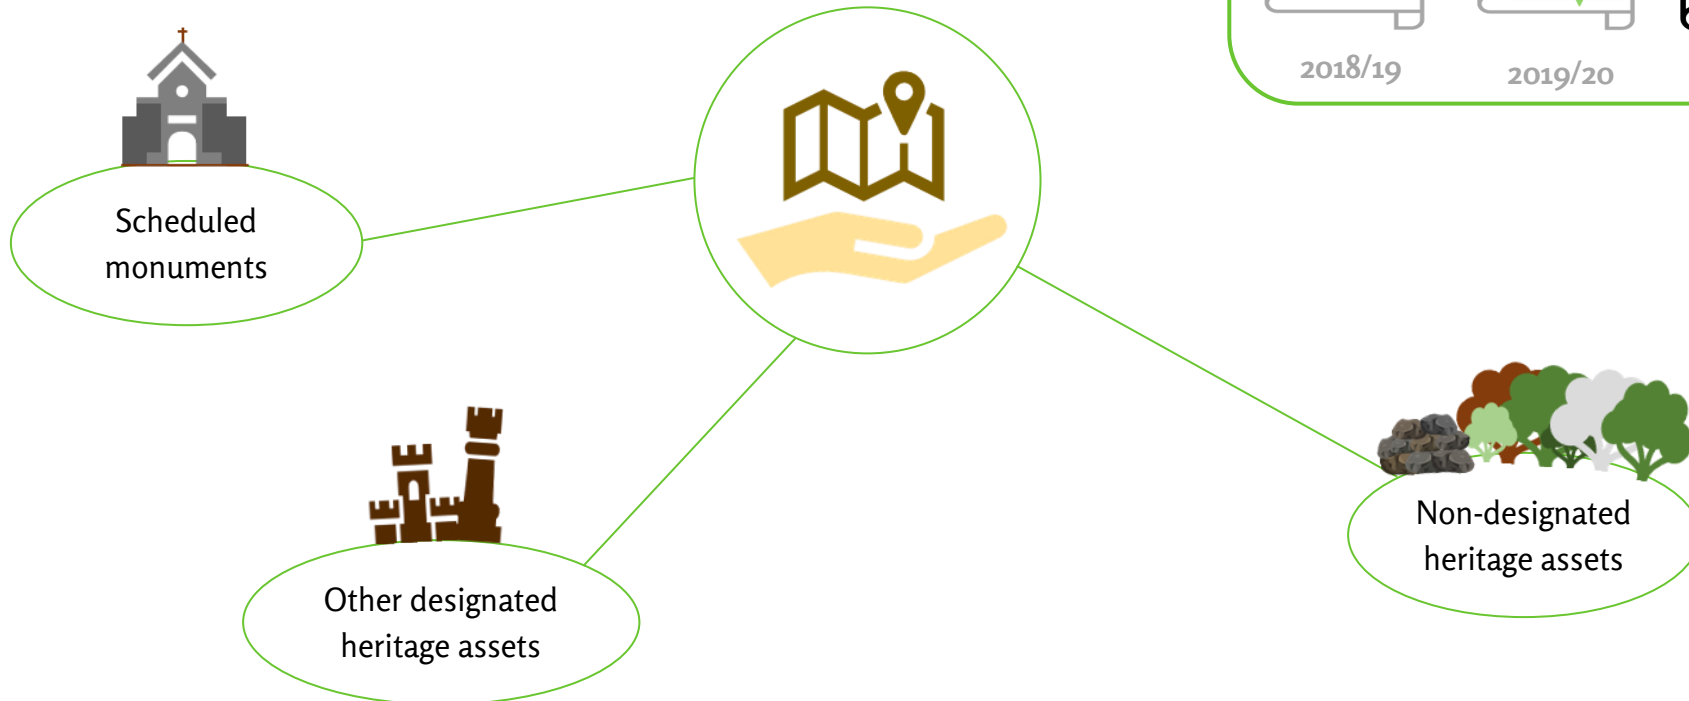 2018/19
2019/20
Scheduled
monuments
Non-designated
heritage assets
Other designated
heritage assets